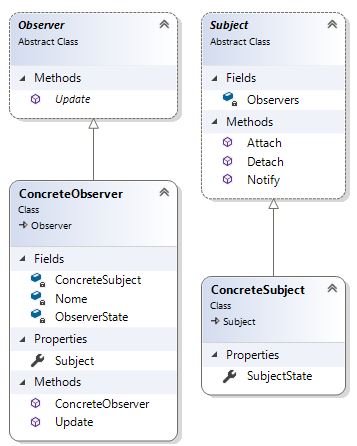 Observer
Abstract Class
Methods
Update
Subject
Abstract Class
Fields
Observers
Methods
Attach
Detach
Notify
ConcreteObserver
Class
Observer
Fields
ConcreteSubject
Nome
ObserverState
Properties
Subject
Methods
ConcreteObserver
Update
ConcreteSubject
Class
Subject
Properties
SubjectState